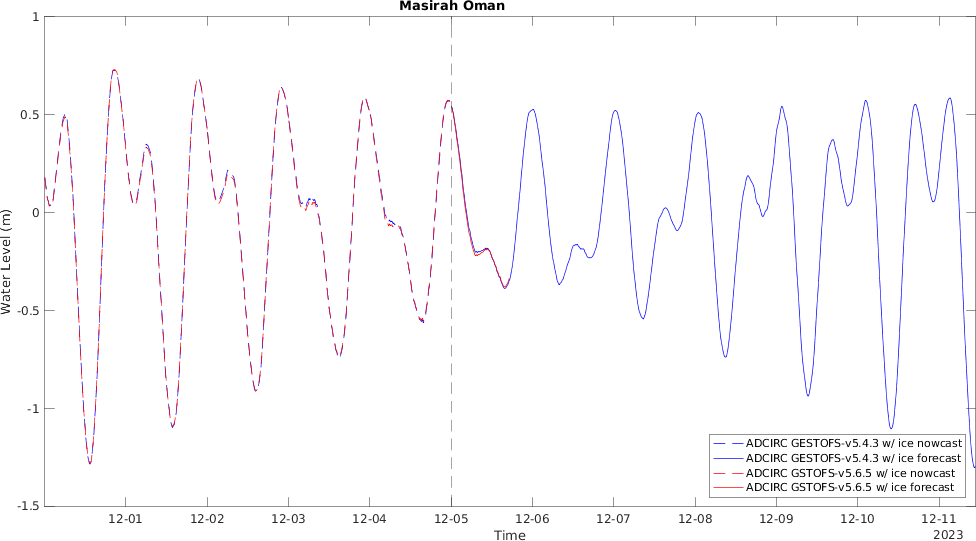 Masirah Oman
1
0.5
0
-0.5
-1
-1.5
Water Level (m)
12-01 12-02 12-03 12-04 12-05 12-06 12-07 12-08 12-09 12-10 12-11
Time
2023
ADCIRC GESTOFS-v5.4.3 w/ ice nowcast
ADCIRC GESTOFS-v5.4.3 w/ ice forecast
ADCIRC GSTOFS-v5.6.5 w/ ice nowcast
ADCIRC GSTOFS-v5.6.5 w/ ice forecast